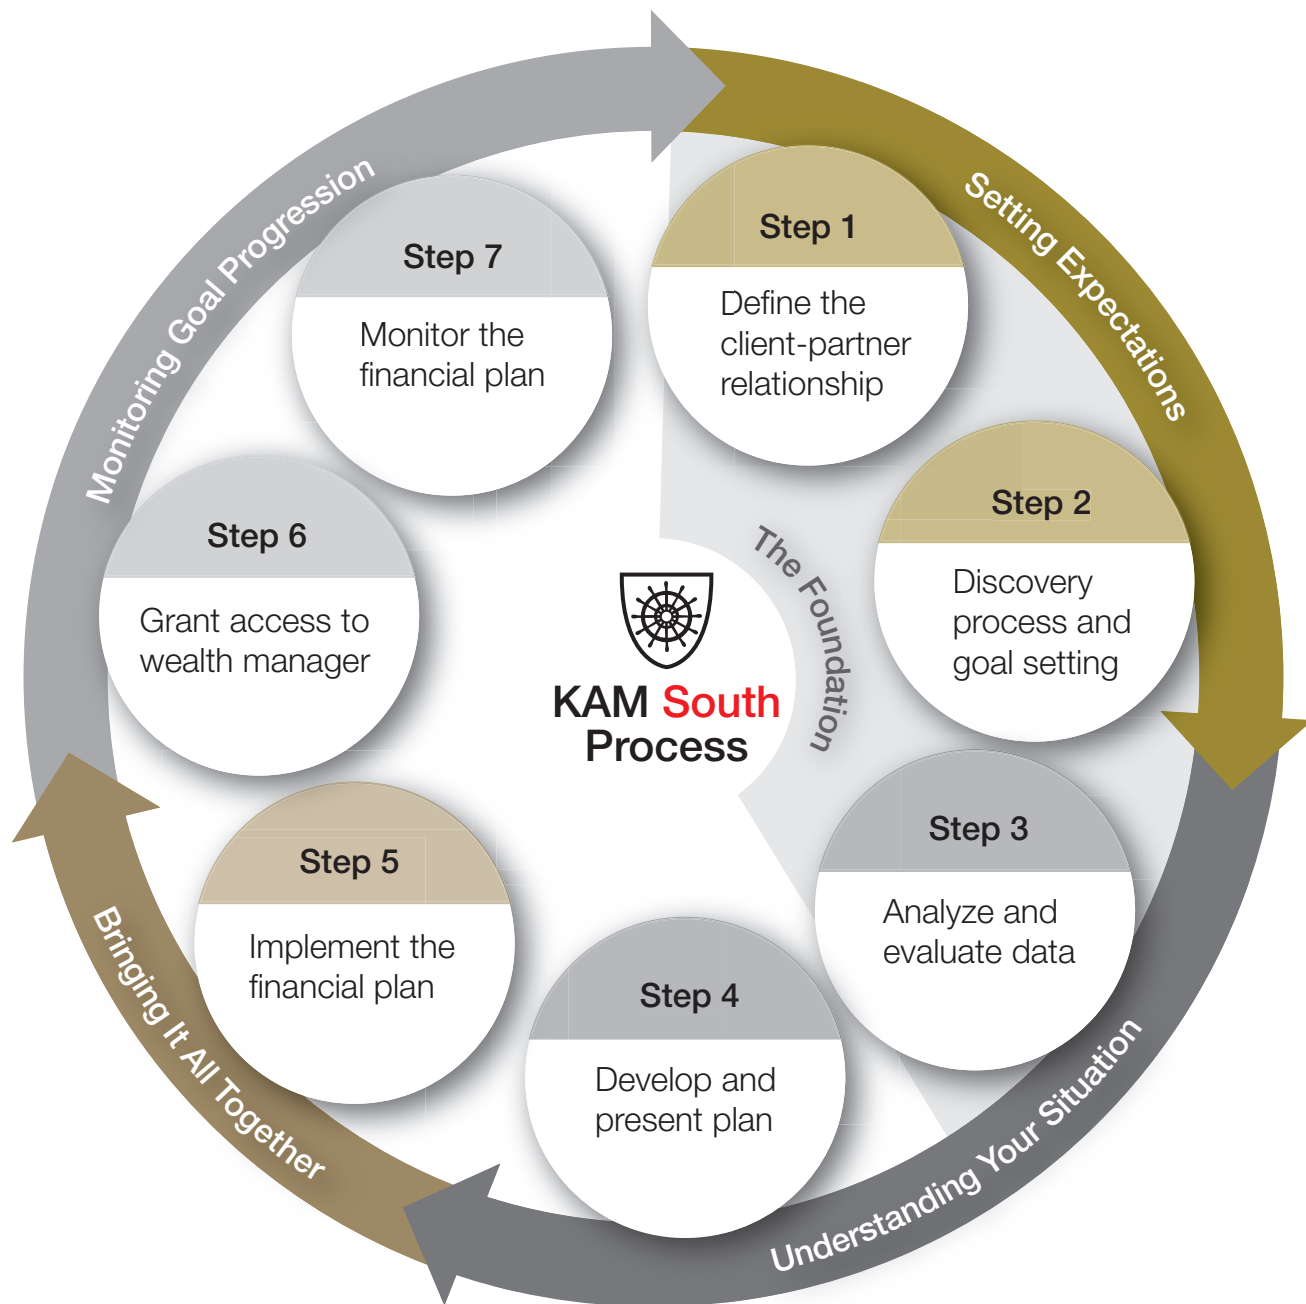 Setting Expectations
Step 1
Define the
client-partner
relationship
Step 2
Discovery
process and
goal setting
The Foundation
Understanding Your Situation
Step 3
Analyze and
evaluate data
Step 4
Develop and
present plan
Bringing It All Together
Step 5
Implement the
financial plan
Monitoring Goal Progression
Step 6
Grant access to
wealth manager
Step 7
Monitor the
financial plan
KAM South
Process